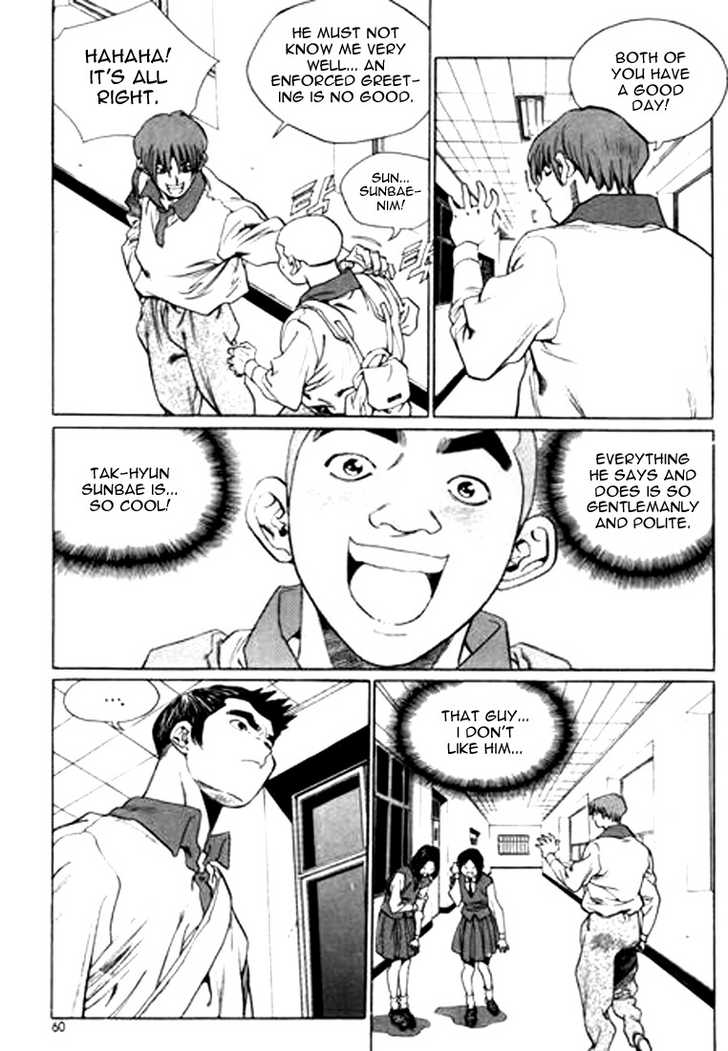 HAHAHA!
IT'S ALL
RIGHT.
HE MUST NOT
KNOW ME VERY
WELL... AN
ENFORCED GREET-
ING IS NO GOOD.
SUN...
SUNBAE-
NIM!
BOTH OF
YOU HAVE
A GOOD
DAY!
TAK-HYUN
SUNBAE IS...
SO COOL!
EVERYTHING
HE SAYS AND
DOES IS SO
GENTLEMANLY
AND POLITE.
...
THAT GUY...
I DON'T
LIKE HIM...
60